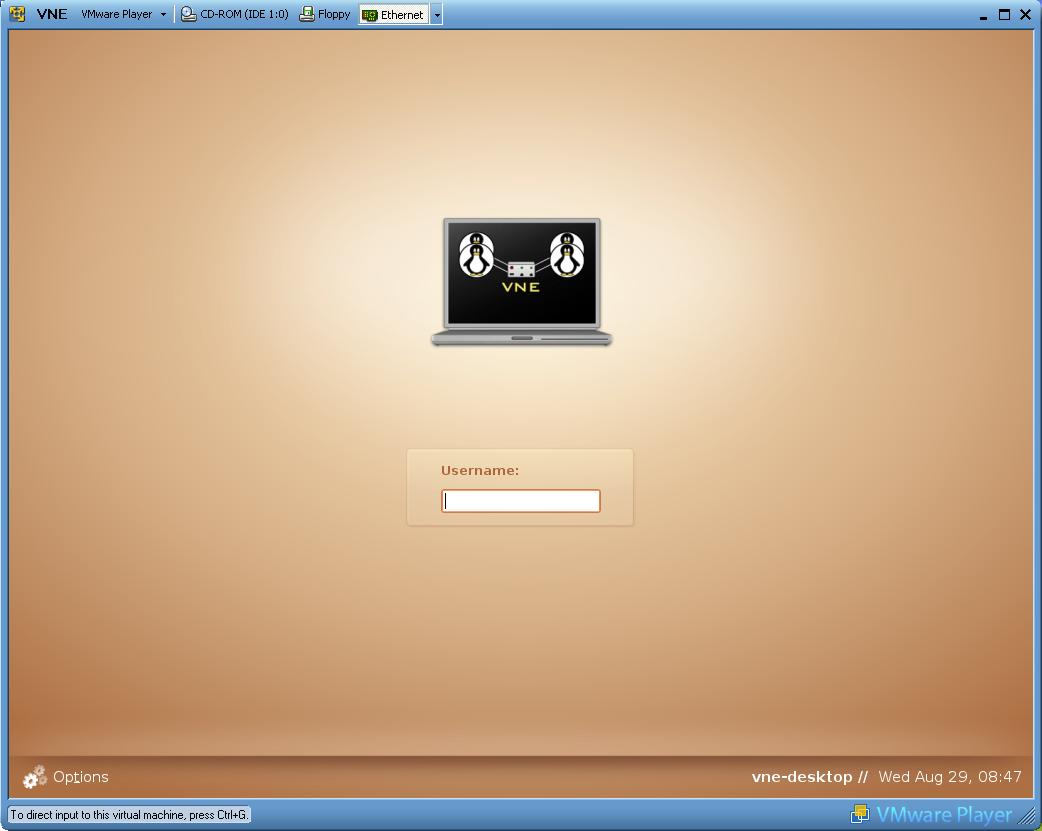 VNE VMware Player CD-ROM (IDE 1:0) Floppy Ethernet
VNE
Username:
Options vne-desktop // Wed Aug 29, 08:47
To direct input to this virtual machine, press Ctrl+G. VMware Player